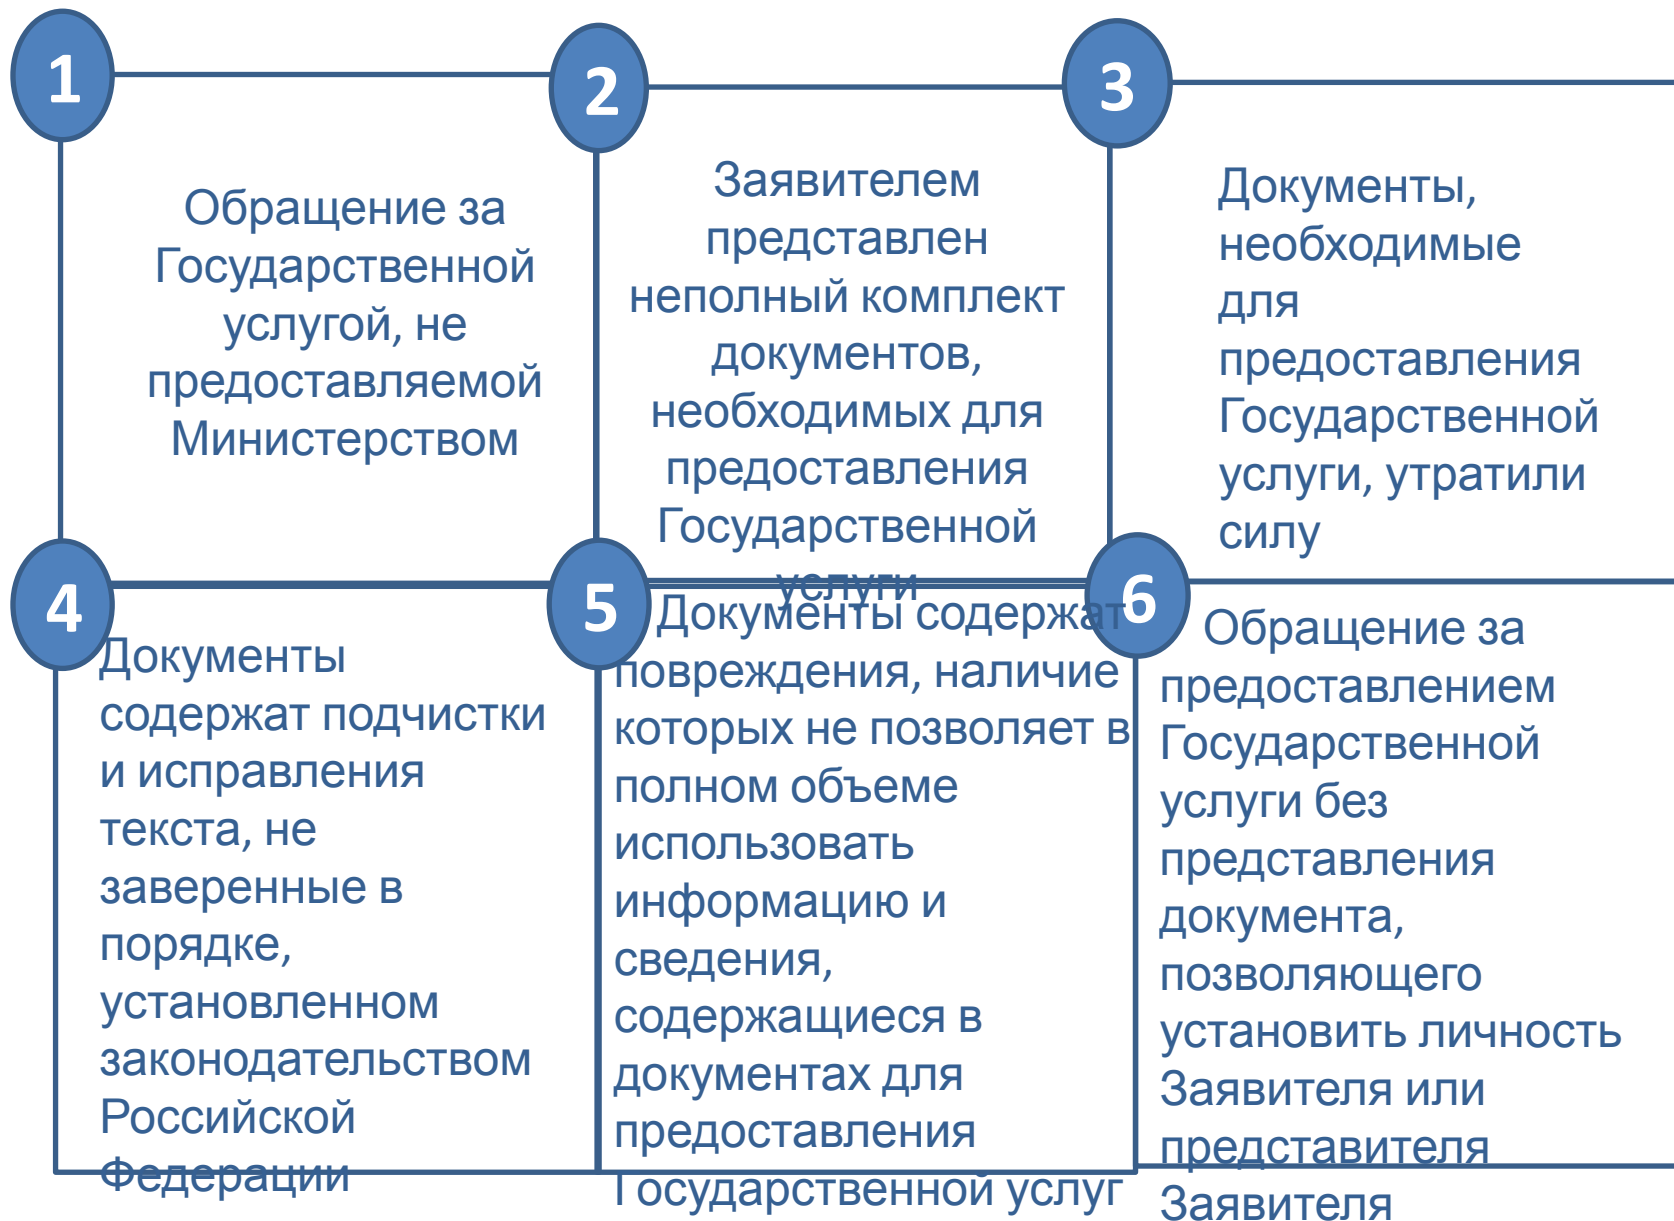 1
Обращение за
Государственной
услугой, не
предоставляемой
Министерством
2
Заявителем
представлен
неполный комплект
документов,
необходимых для
предоставления
Государственной
услуги
3
Документы,
необходимые
для
предоставления
Государственной
услуги, утратили
силу
4
Документы
содержат подчистки
и исправления
текста, не
заверенные в
порядке,
установленном
законодательством
Российской
Федерации
5
Документы содержат
повреждения, наличие
которых не позволяет в
полном объеме
использовать
информацию и
сведения,
содержащиеся в
документах для
предоставления
Государственной услуг
6
Обращение за
предоставлением
Государственной
услуги без
представления
документа,
позволяющего
установить личность
Заявителя или
представителя
Заявителя